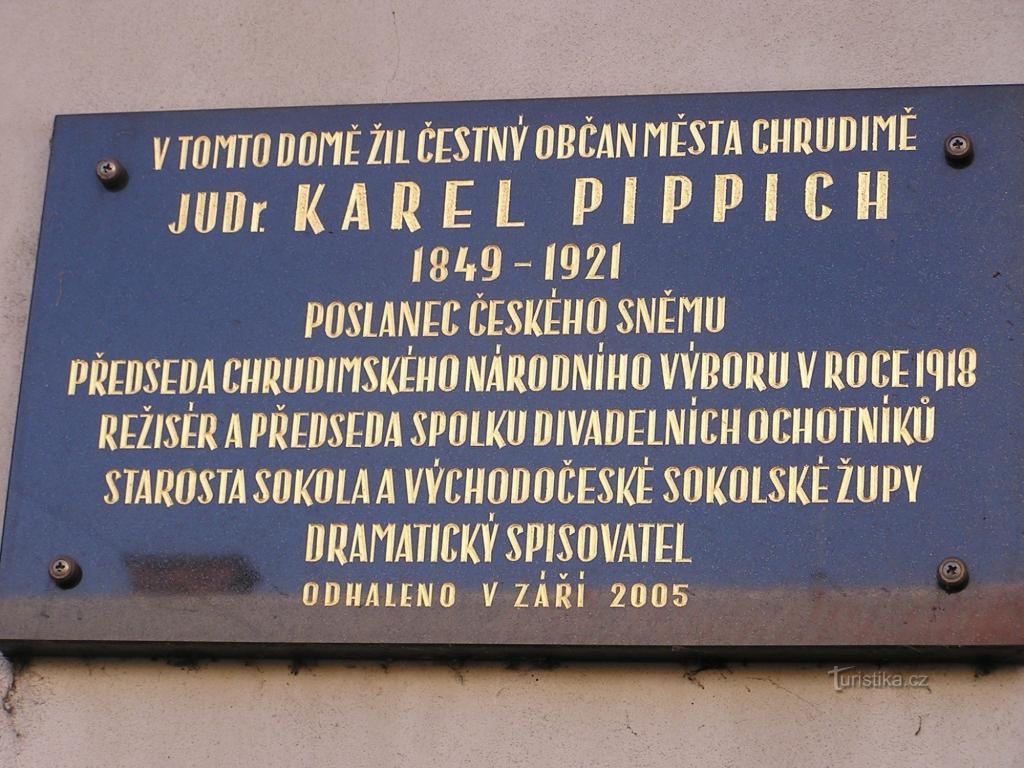 V TOMTO DOMĚ ŽIL ČESTNÝ OBČAN MĚSTA CHRUDIMĚ
JUDr. KAREL PIPPICH
1849 - 1921
POSLANEC ČESKÉHO SNĚMU
PŘEDSEDA CHRUDIMSKÉHO NÁRODNÍHO VÝBORU V ROCE 1918
REŽISÉR A PŘEDSEDA SPOLKU DIVADELNÍCH OCHOTNÍKŮ
STAROSTA SOKOLA A VÝCHODOČESKÉ SOKOLSKÉ ŽUPY
DRAMATICKÝ SPISOVATEL
ODHALENO V ZÁŘÍ 2005
Turistika.cz